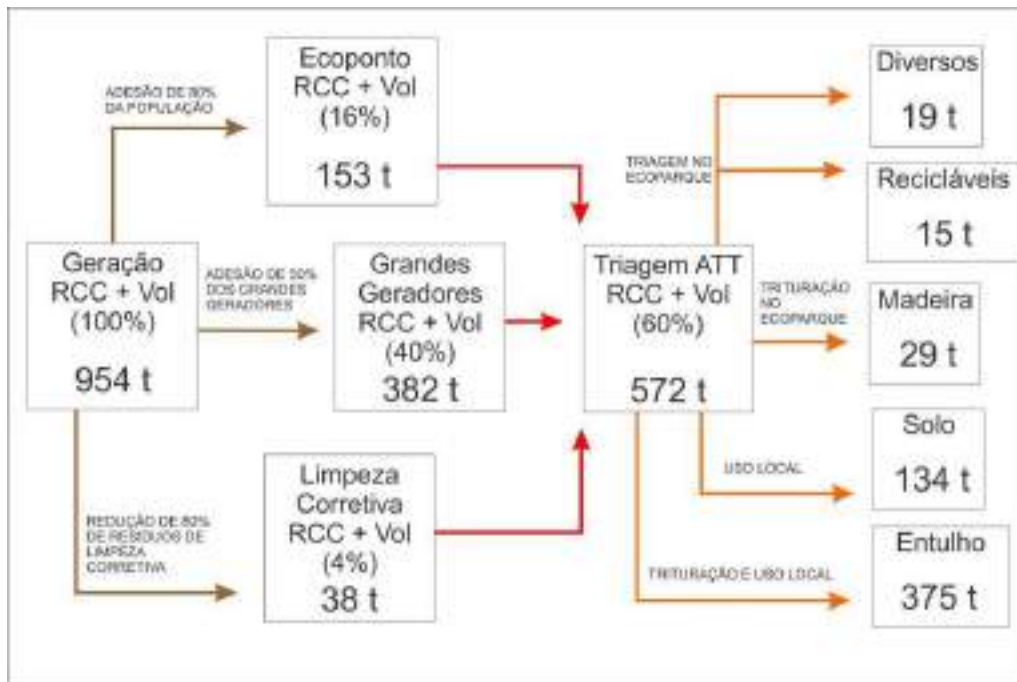 Ecoponto
RCC + Vol
(16%)
153 t
ADESÃO DE 80%
DA POPULAÇÃO
Geração
RCC + Vol
(100%)
954 t
ADESÃO DE 50%
DOS GRANDES
GERADORES
Grandes
Geradores
RCC + Vol
(40%)
382 t
REDUÇÃO DE 80%
DE RESÍDUOS DE
LIMPEZA
CORRETIVA
Limpeza
Corretiva
RCC + Vol
(4%)
38 t
Triagem ATT
RCC + Vol
(60%)
572 t
TRIAGEM NO
ECOPARQUE
Diversos
19 t
Recicláveis
15 t
TRITURAÇÃO
NO
ECOPARQUE
Madeira
29 t
USO LOCAL
Solo
134 t
TRITURAÇÃO E USO LOCAL
Entulho
375 t